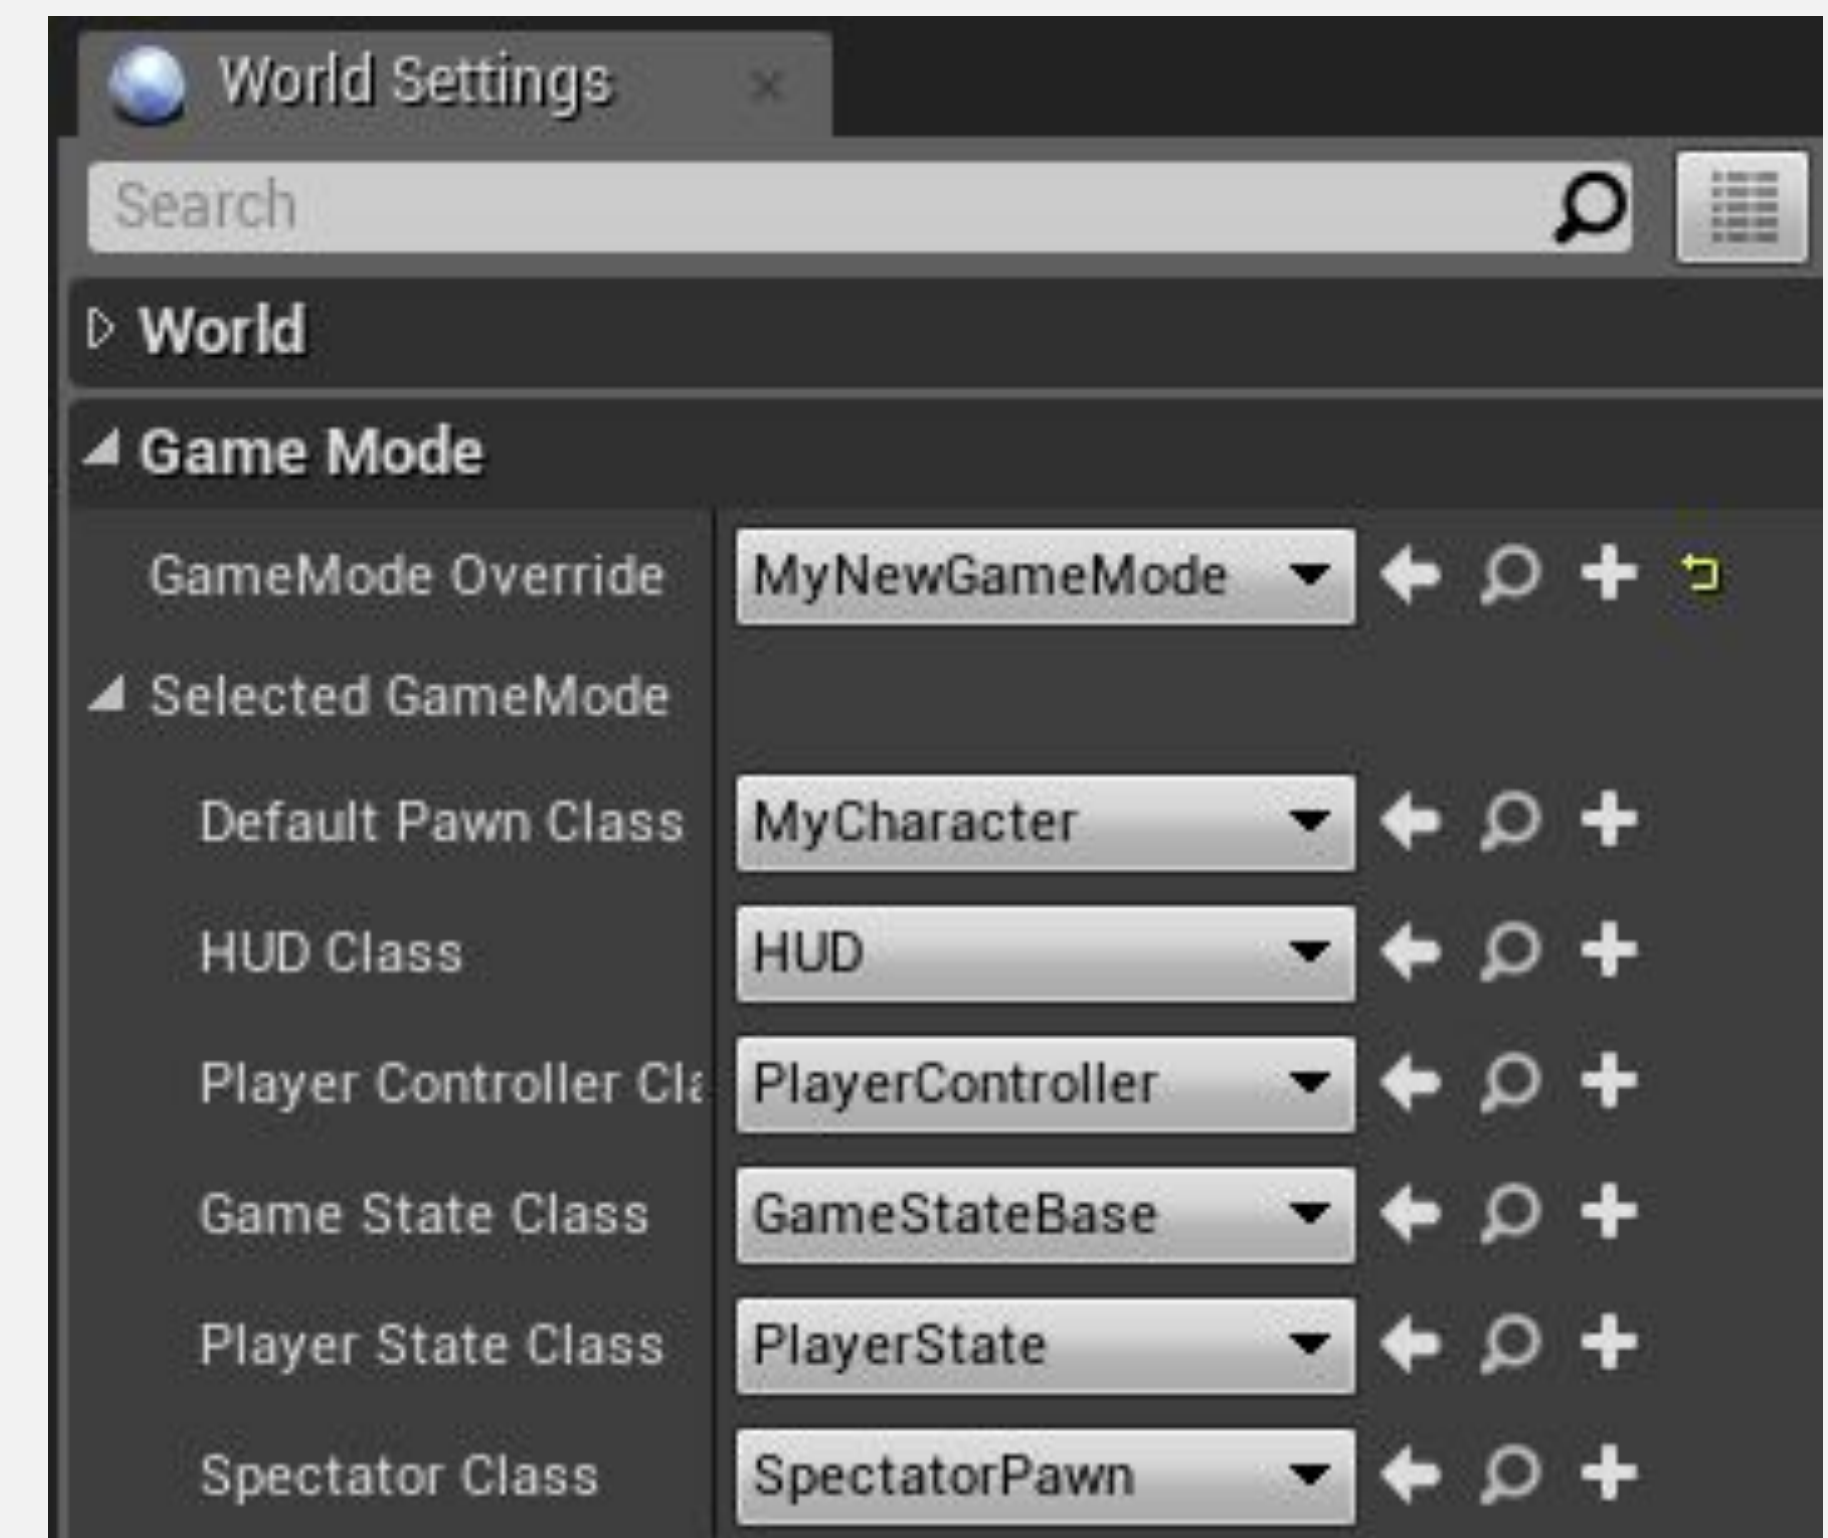 World Settings
Search
World
Game Mode
GameMode Override MyNewGameMode
Selected GameMode
Default Pawn Class MyCharacter
HUD Class HUD
Player Controller Cla PlayerController
Game State Class GameStateBase
Player State Class PlayerState
Spectator Class SpectatorPawn